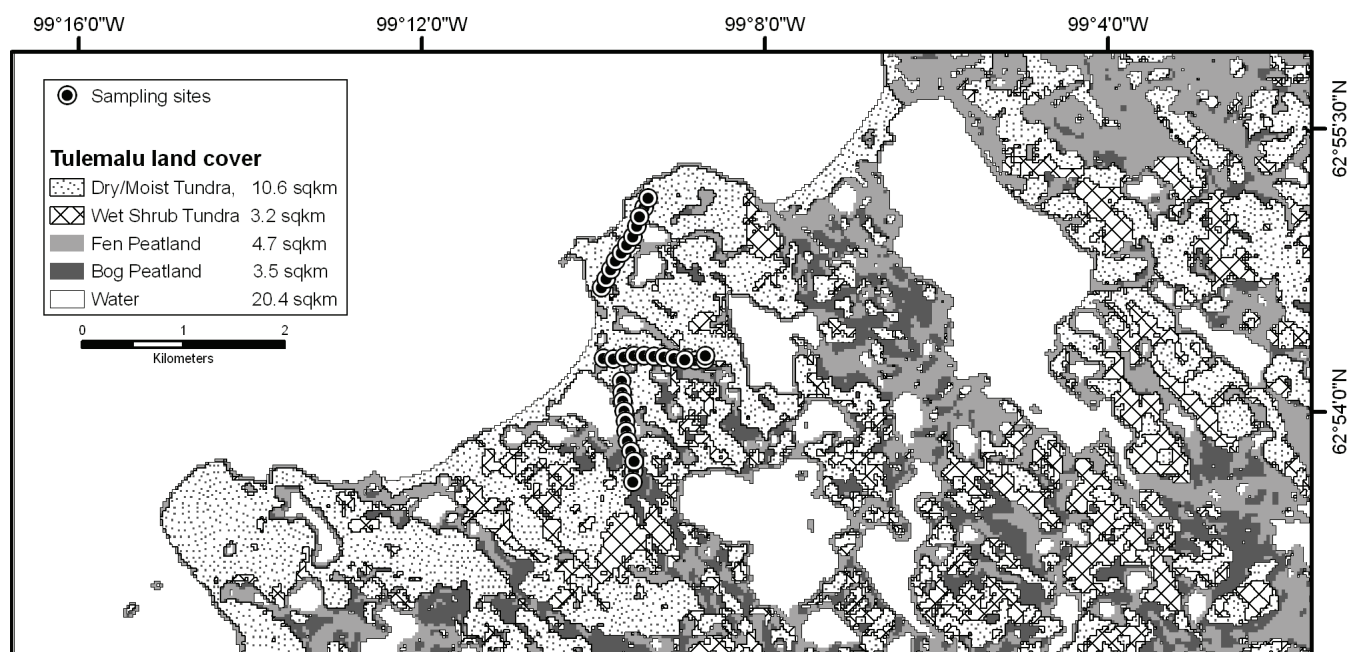 99°16'0"W 99°12'0"W 99°8'0"W 99°4'0"W
Sampling sites
Tulemalu land cover
Dry/Moist Tundra, 10.6 sqkm
Wet Shrub Tundra 3.2 sqkm
Fen Peatland 4.7 sqkm
Bog Peatland 3.5 sqkm
Water 20.4 sqkm
0 1 2
Kilometers
62°55'30"N
62°54'0"N